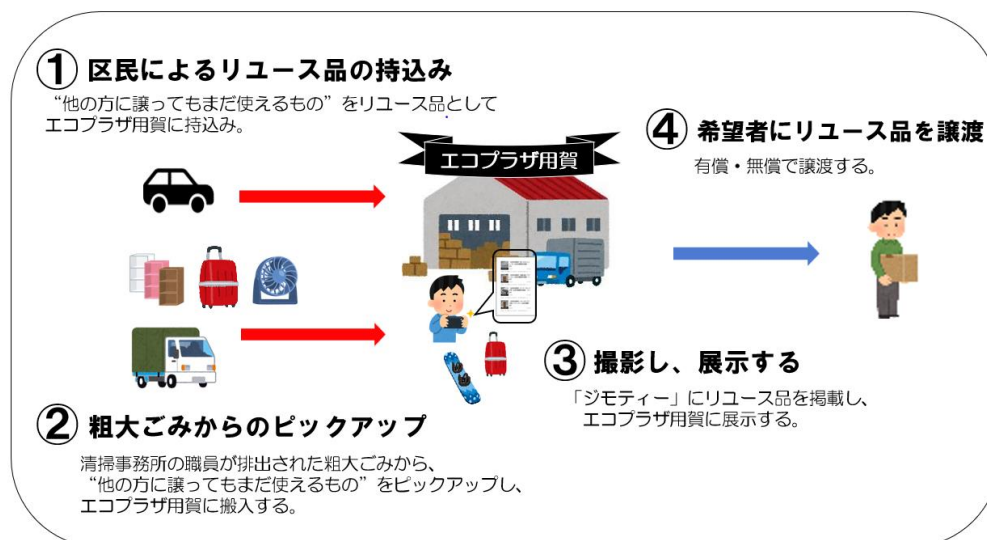 ① 区民によるリユース品の持込み
“他の方に譲ってもまだ使えるもの”をリユース品として
エコプラザ用賀に持込み。
エコプラザ用賀
④ 希望者にリユース品を譲渡
有償・無償で譲渡する。
③ 撮影し、展示する
「ジモティー」にリユース品を掲載し、
エコプラザ用賀に展示する。
② 粗大ごみからのピックアップ
清掃事務所の職員が排出された粗大ごみから、
“他の方に譲ってもまだ使えるもの”をピックアップし、
エコプラザ用賀に搬入する。